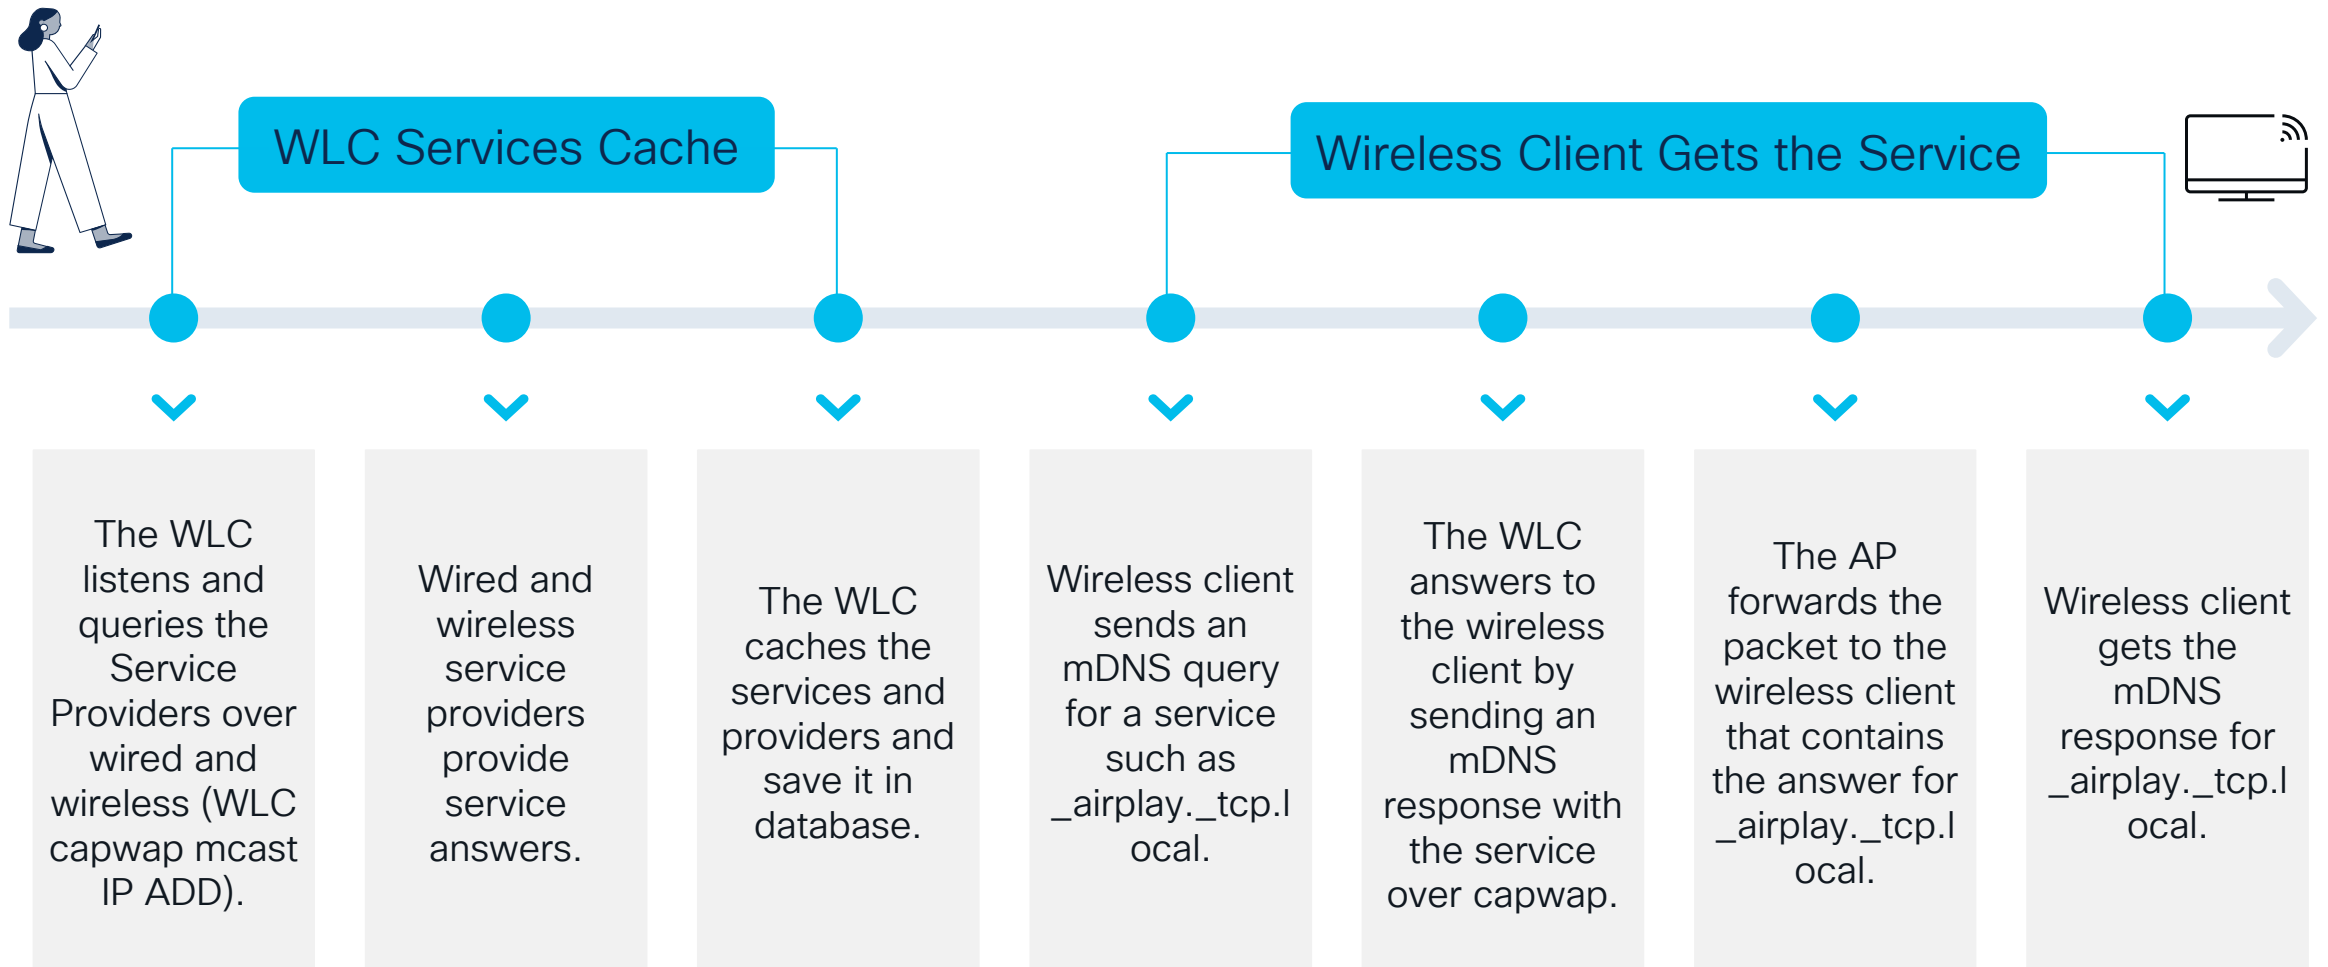 WLC Services Cache
Wireless Client Gets the Service
The WLC
listens and
queries the
Service
Providers over
wired and
wireless (WLC
capwap mcast
IP ADD).
Wired and
wireless
service
providers
provide
service
answers.
The WLC
caches the
services and
providers and
save it in
database.
Wireless client
sends an
mDNS query
for a service
such as
_airplay._tcp.l
ocal.
The WLC
answers to
the wireless
client by
sending an
mDNS
response with
the service
over capwap.
The AP
forwards the
packet to the
wireless client
that contains
the answer for
_airplay._tcp.l
ocal.
Wireless client
gets the
mDNS
response for
_airplay._tcp.l
ocal.